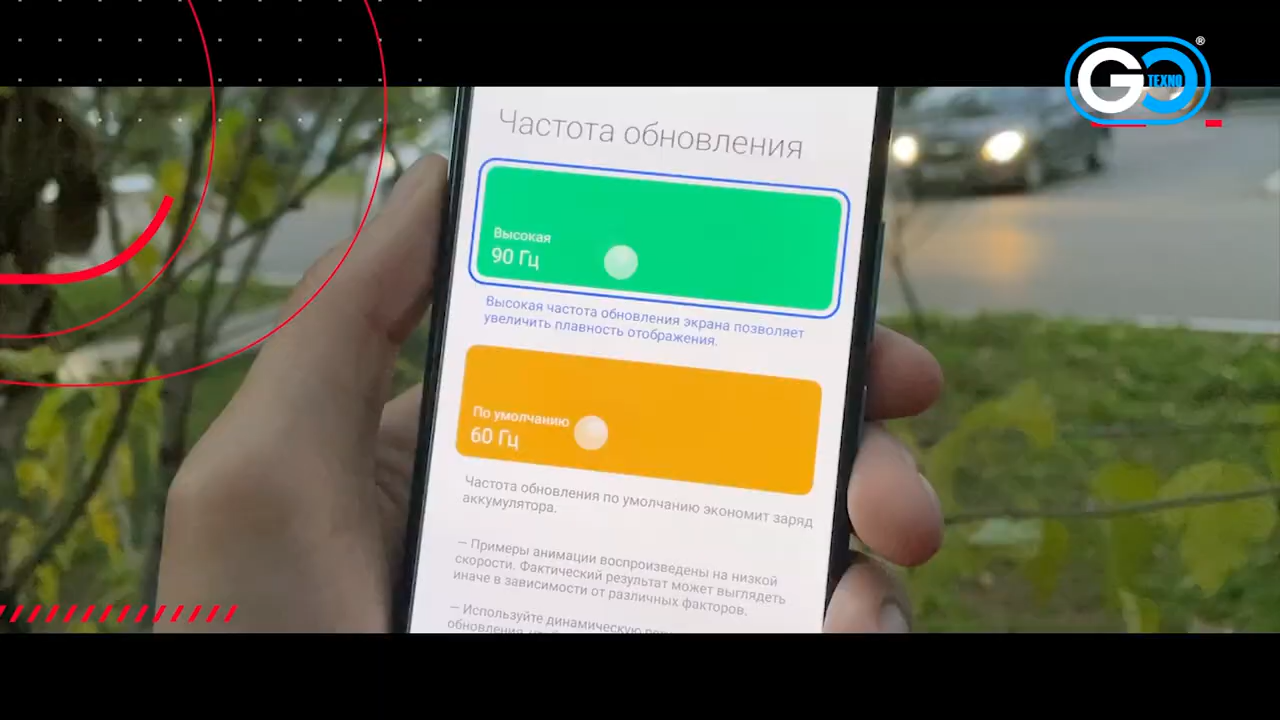 GO
ТЕХNО
®
Частота обновления
Высокая
90 Гц
Высокая частота обновления экрана позволяет
увеличить плавность отображения.
По умолчанию
60 Гц
Частота обновления по умолчанию экономит заряд
аккумулятора.
— Примеры анимации воспроизведены на низкой
скорости. Фактический результат может выглядеть
иначе в зависимости от различных факторов.
— Используйте динамическую